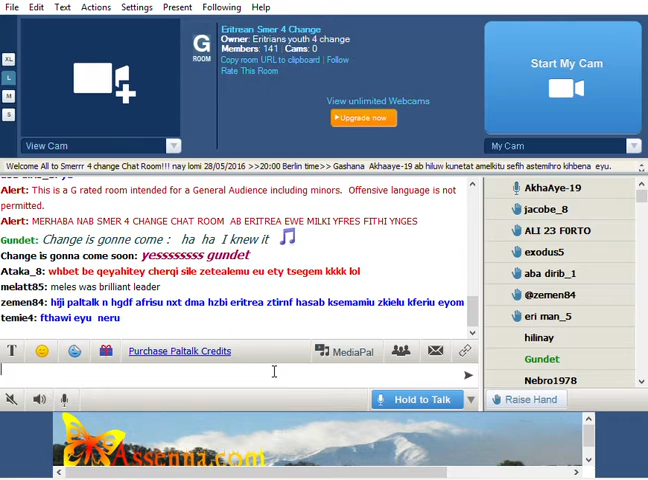 File Edit Text Actions Settings Present Following Help
XL
L
M
S
View Cam
G
ROOM
Eritrean Smer 4 Change
Owner: Eritrians youth 4 change
Members: 141 Cams: 0
Copy room URL to clipboard | Follow
Rate This Room
View unlimited Webcams
Upgrade now
Start My Cam
My Cam
Welcome All to Smerrr 4 change Chat Room!!! nay lomi 28/05/2016 >>20:00 Berlin time>> Gashana Akhaaye-19 ab hiluw kunetat amelkitu sefih astemihro kihbena eyu.
Alert: This is a G rated room intended for a General Audience including minors. Offensive language is not
permitted.
Alert: MERHABA NAB SMER 4 CHANGE CHAT ROOM AB ERITREA EWE MILKI YFRES FITHI YNGES
Gundet: Change is gonne come : ha ha I knew it
Change is gonna come soon: yessssssss gundet
Ataka_8: whbet be qeyahitey cherqi sile zetealemu eu ety tsegem kkkk lol
melatt85: meles was brilliant leader
zemen84: hiji paltalk n hgdf afrisu nxt dma hzbi eritrea ztirnf hasab ksemamiu zkielu kferiu eyom
temie4: fthawi eyu neru
T
Purchase Paltalk Credits
MediaPal
Hold to Talk
AkhaAye-19
jacobe_8
ALI 23 F0RTO
exodus5
aba dirib_1
@zemen84
eri man_5
hilinay
Gundet
Nebro1978
Raise Hand
Assenna.com